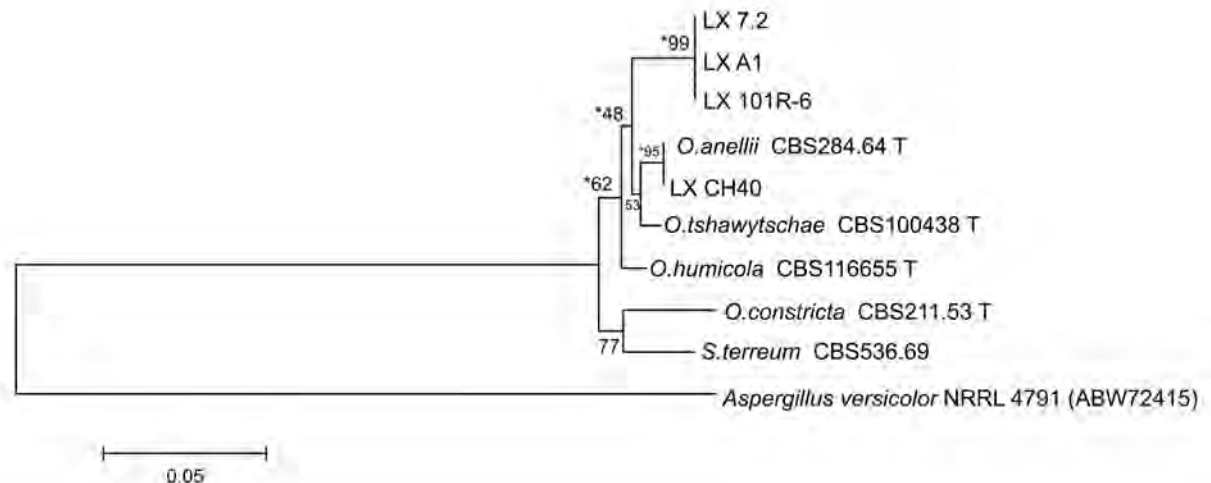 LX 7.2
*99
LX A1
LX 101R-6
*48
O.anellii CBS284.64 T
*95
LX CH40
*62
53
O.tshawytschae CBS100438 T
O.humicola CBS116655 T
O.constricta CBS211.53 T
77
S.terreum CBS536.69
Aspergillus versicolor NRRL 4791 (ABW72415)
0.05